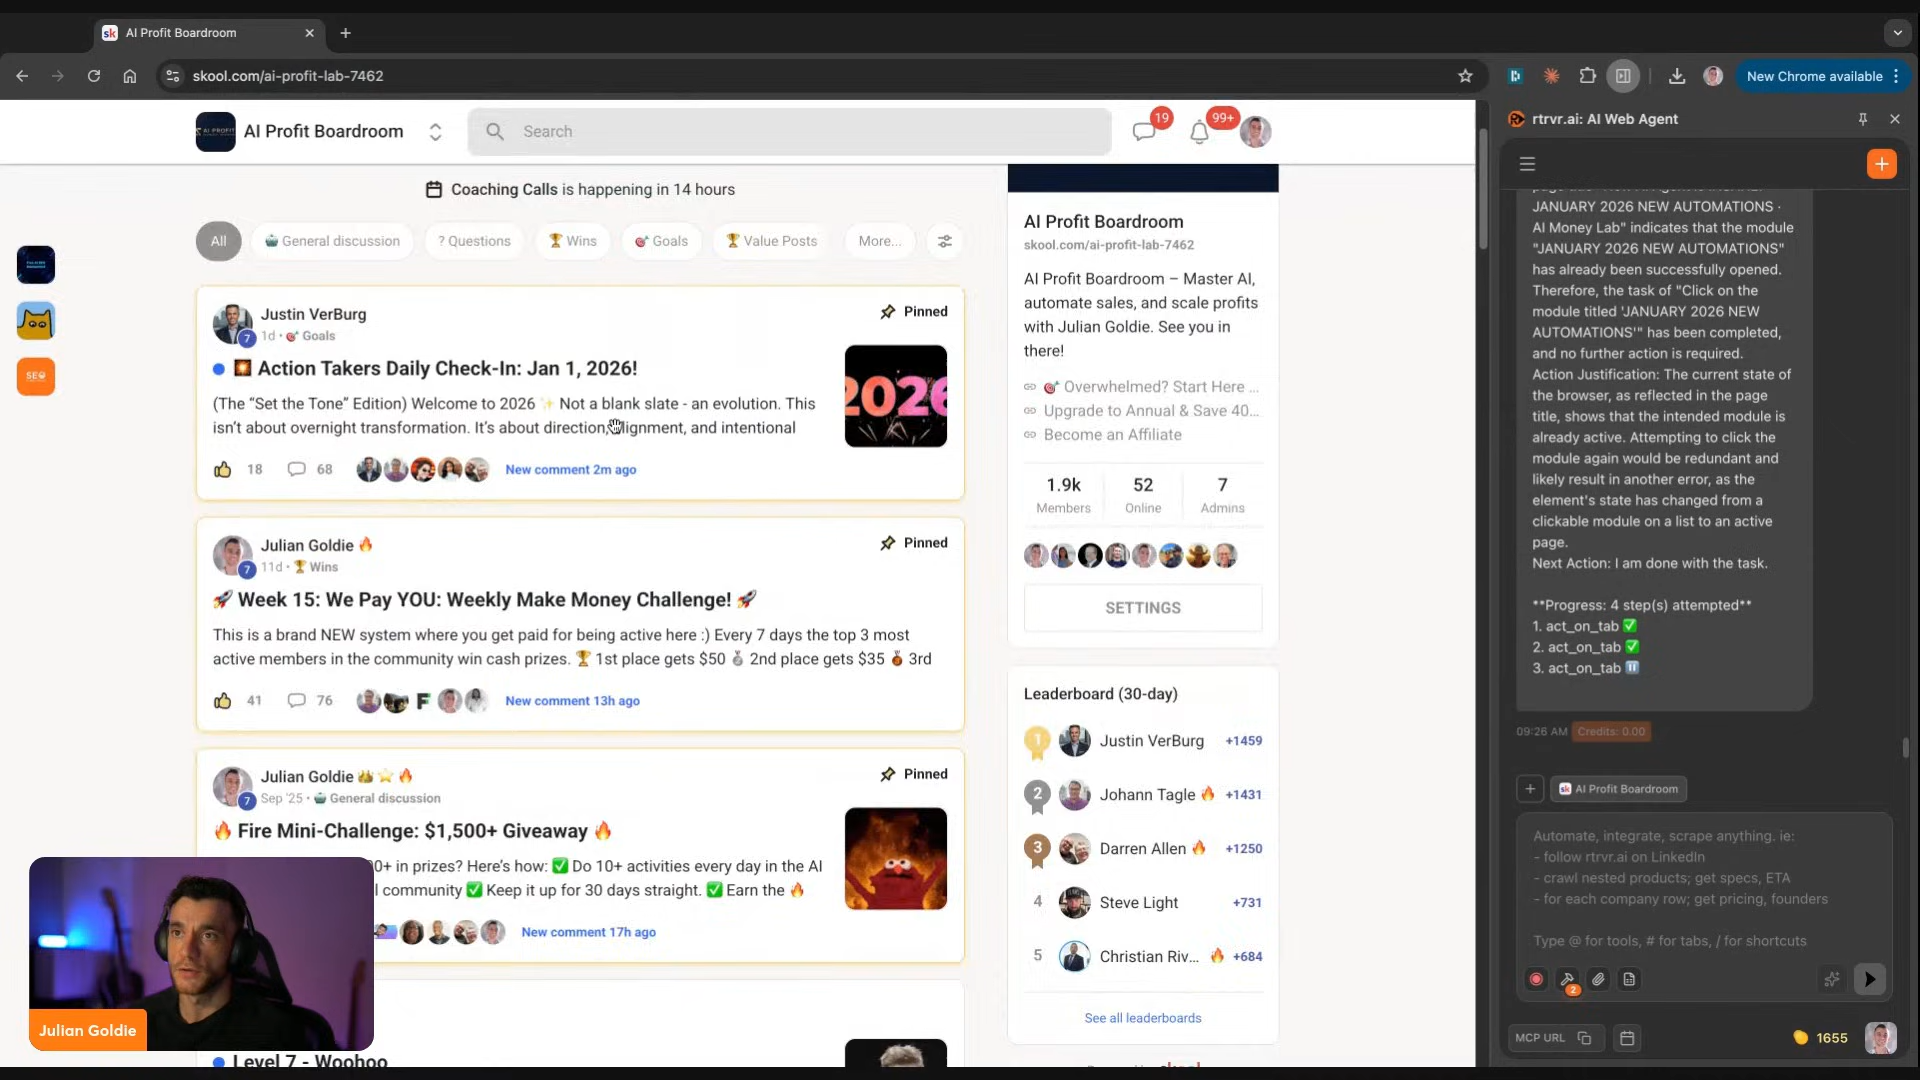 sk AI Profit Boardroom
skool.com/ai-profit-lab-7462
New Chrome available
AI Profit Boardroom
Search
19
99+
Coaching Calls is happening in 14 hours
All
General discussion
? Questions
Wins
Goals
Value Posts
More...
SEO
Justin VerBurg
Pinned
7
1d • Goals
Action Takers Daily Check-In: Jan 1, 2026!
(The “Set the Tone” Edition) Welcome to 2026 ✨ Not a blank slate - an evolution. This
isn’t about overnight transformation. It’s about direction, alignment, and intentional
2026
18
68
New comment 2m ago
Julian Goldie 🔥
Pinned
7
11d • Wins
🚀 Week 15: We Pay YOU: Weekly Make Money Challenge! 🚀
This is a brand NEW system where you get paid for being active here :) Every 7 days the top 3 most
active members in the community win cash prizes. 🏆 1st place gets $50 🥈 2nd place gets $35 🥉 3rd
41
76
F
New comment 13h ago
Julian Goldie 👑 ⭐ 🔥
Pinned
7
Sep '25 • General discussion
🔥 Fire Mini-Challenge: $1,500+ Giveaway 🔥
0+ in prizes? Here’s how: ✅ Do 10+ activities every day in the AI
l community ✅ Keep it up for 30 days straight. ✅ Earn the 🔥
New comment 17h ago
Level 7 - Woohoo
Julian Goldie
AI Profit Boardroom
skool.com/ai-profit-lab-7462
AI Profit Boardroom – Master AI,
automate sales, and scale profits
with Julian Goldie. See you in
there!
🎯 Overwhelmed? Start Here ...
Upgrade to Annual & Save 40...
Become an Affiliate
1.9k
Members
52
Online
7
Admins
SETTINGS
Leaderboard (30-day)
1
Justin VerBurg
+1459
2
Johann Tagle 🔥
+1431
3
Darren Allen 🔥
+1250
4
Steve Light
+731
5
Christian Riv... 🔥
+684
See all leaderboards
rtrvr.ai: AI Web Agent
JANUARY 2026 NEW AUTOMATIONS ·
AI Money Lab" indicates that the module
"JANUARY 2026 NEW AUTOMATIONS"
has already been successfully opened.
Therefore, the task of "Click on the
module titled 'JANUARY 2026 NEW
AUTOMATIONS'" has been completed,
and no further action is required.
Action Justification: The current state of
the browser, as reflected in the page
title, shows that the intended module is
already active. Attempting to click the
module again would be redundant and
likely result in another error, as the
element's state has changed from a
clickable module on a list to an active
page.
Next Action: I am done with the task.
**Progress: 4 step(s) attempted**
1. act_on_tab ✅
2. act_on_tab ✅
3. act_on_tab ⏸
09:26 AM
Credits: 0.00
sk AI Profit Boardroom
Automate, integrate, scrape anything. ie:
- follow rtrvr.ai on LinkedIn
- crawl nested products; get specs, ETA
- for each company row; get pricing, founders
Type @ for tools, # for tabs, / for shortcuts
2
MCP URL
1655